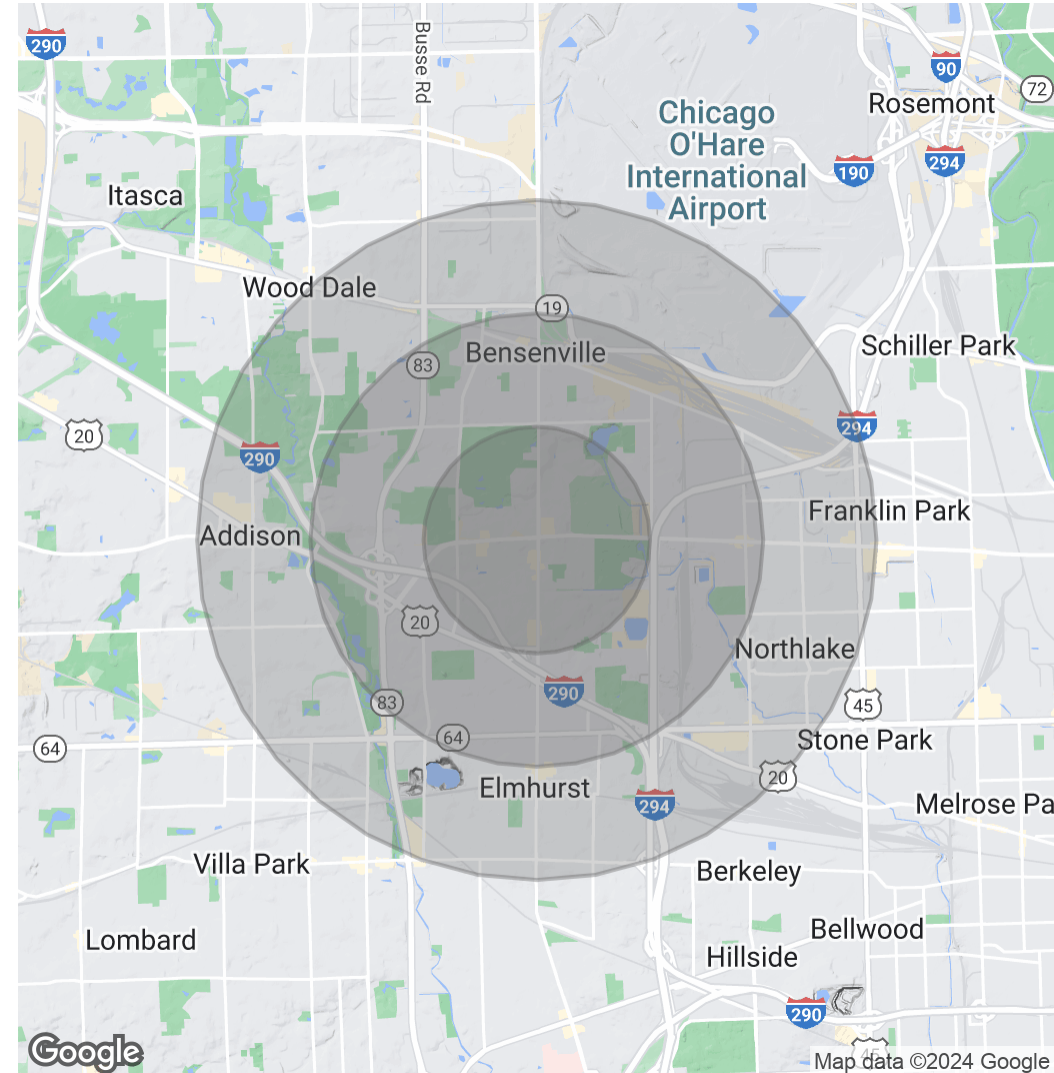 290
Busse Rd
90
72
Rosemont
Chicago
O'Hare
International
Airport
190
294
Itasca
Wood Dale
19
Bensenville
83
Schiller Park
20
294
290
Franklin Park
Addison
20
Northlake
290
83
45
64
64
Stone Park
20
Elmhurst
294
Melrose Pa
Villa Park
Berkeley
Bellwood
Lombard
Hillside
290
45
Google
Map data ©2024 Google